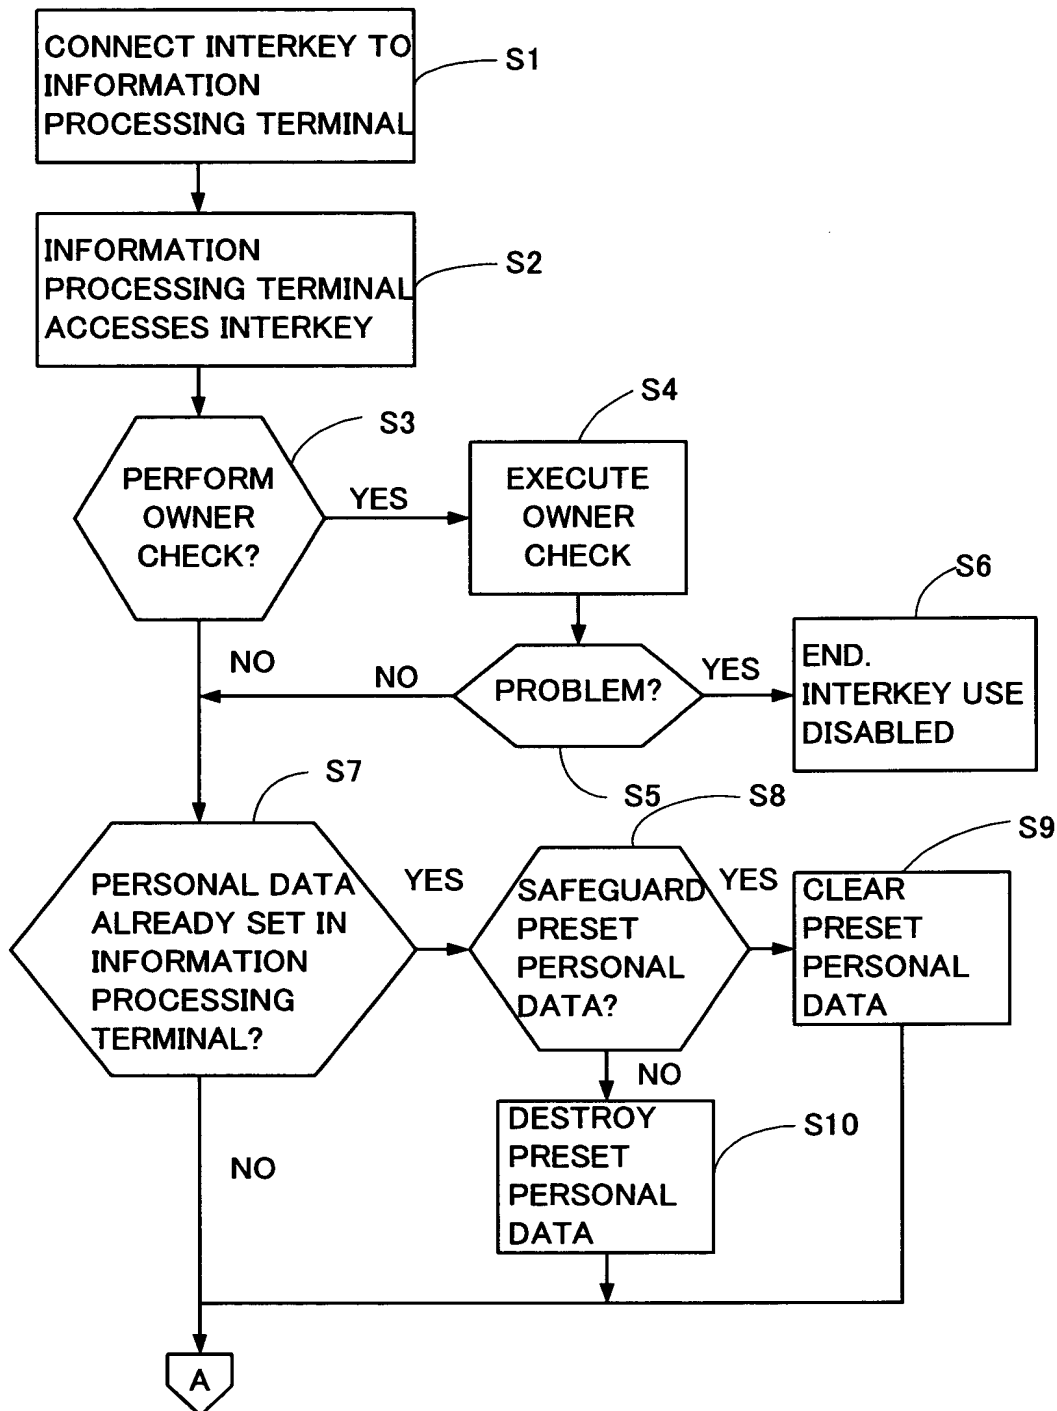 CONNECT INTERKEY TO
INFORMATION
PROCESSING TERMINAL
S1
INFORMATION
PROCESSING TERMINAL
ACCESSES INTERKEY
S2
PERFORM
OWNER
CHECK?
S3
YES
EXECUTE
OWNER
CHECK
S4
NO
NO
PROBLEM?
S5
YES
END.
INTERKEY USE
DISABLED
S6
PERSONAL DATA
ALREADY SET IN
INFORMATION
PROCESSING
TERMINAL?
S7
YES
SAFEGUARD
PRESET
PERSONAL
DATA?
S8
YES
CLEAR
PRESET
PERSONAL
DATA
S9
NO
DESTROY
PRESET
PERSONAL
DATA
S10
NO
A